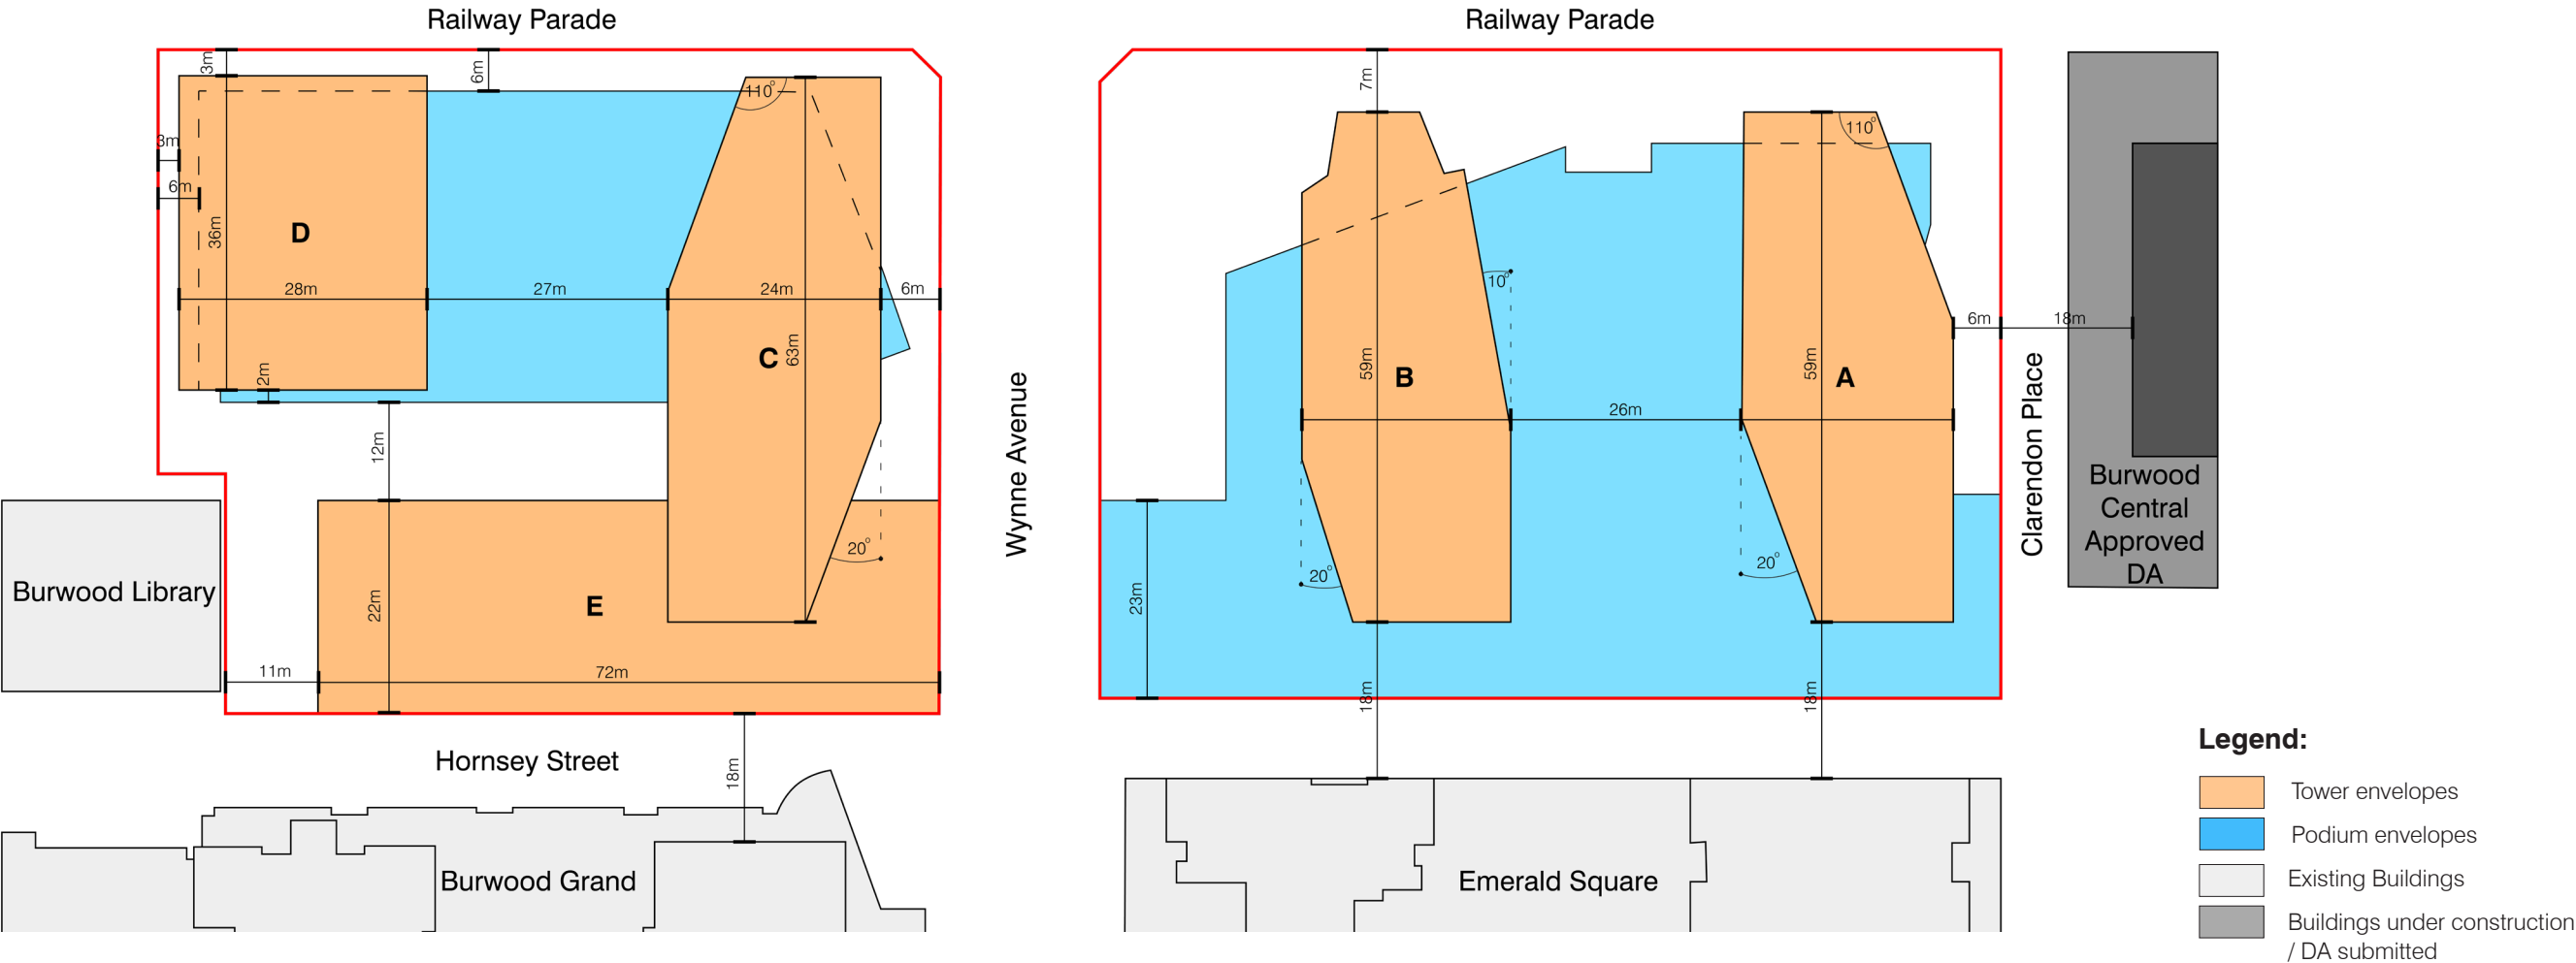 Railway Parade
Railway Parade
3m
6m
7m
110°
110°
3m
6m
36m
D
10°
28m
27m
24m
6m
6m
18m
2m
C
63m
59m
B
59m
A
26m
12m
Wynne Avenue
Clarendon Place
Burwood
Central
Approved
DA
20°
20°
20°
Burwood Library
22m
E
23m
11m
72m
18m
18m
Hornsey Street
18m
Legend:
Tower envelopes
Podium envelopes
Existing Buildings
Buildings under construction
/ DA submitted
Burwood Grand
Emerald Square